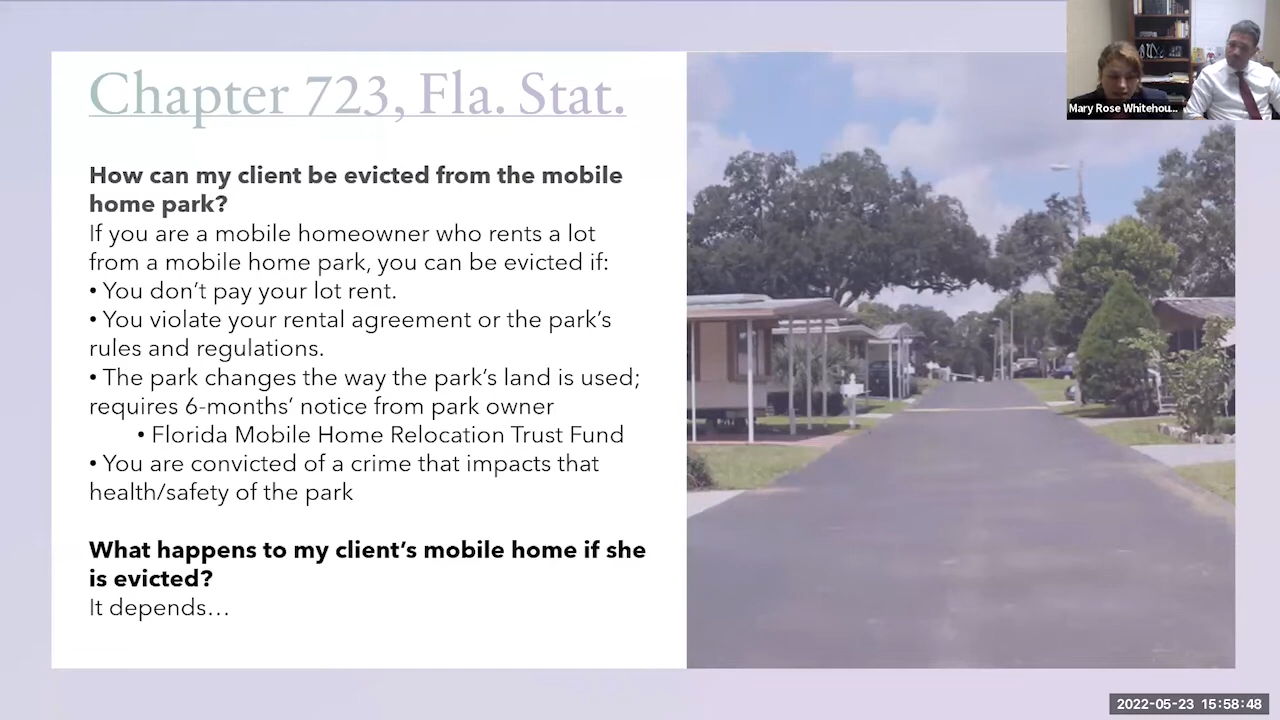 Chapter 723, Fla. Stat.
How can my client be evicted from the mobile
home park?
If you are a mobile homeowner who rents a lot
from a mobile home park, you can be evicted if:
• You don't pay your lot rent.
• You violate your rental agreement or the park's
rules and regulations.
• The park changes the way the park's land is used;
requires 6-months' notice from park owner
• Florida Mobile Home Relocation Trust Fund
• You are convicted of a crime that impacts that
health/safety of the park
What happens to my client's mobile home if she
is evicted?
It depends…
Mary Rose Whitehou...
2022-05-23 15:58:48